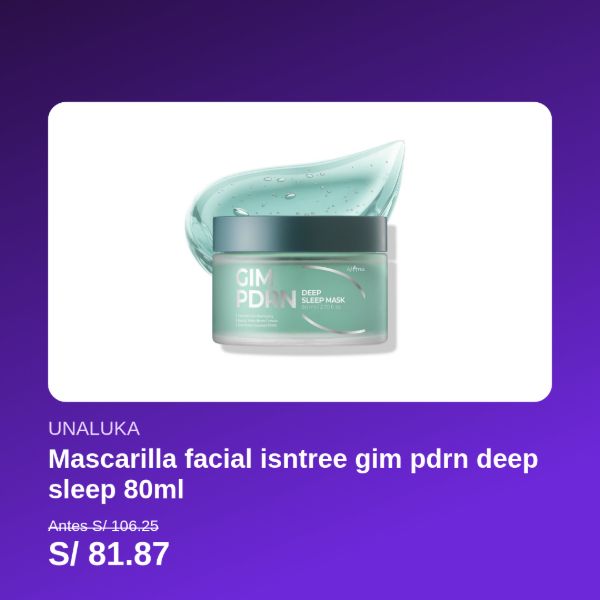 GIM
PDRN
DEEP
SLEEP MASK
UNALUKA
Mascarilla facial isntree gim pdrn deep
sleep 80ml
Antes S/ 106.25
S/ 81.87